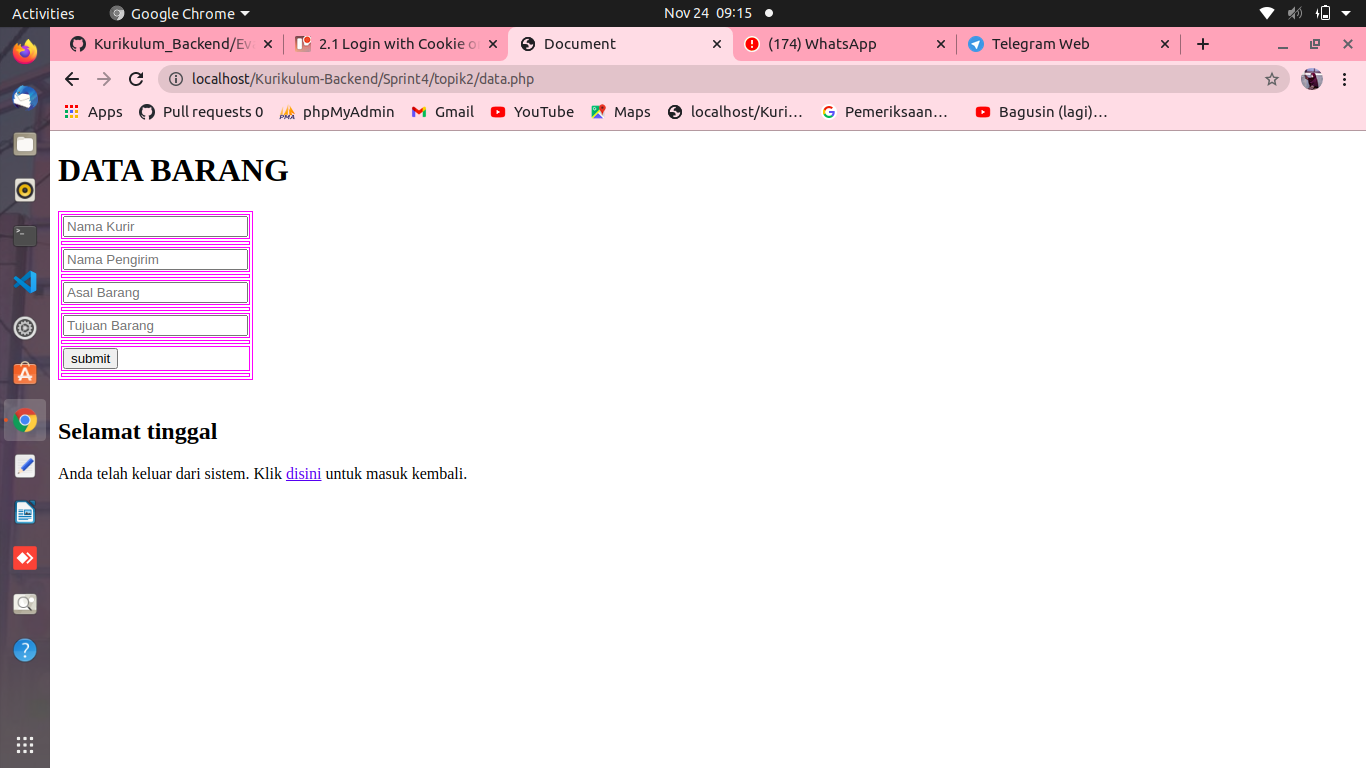 Activities Google Chrome Nov 24 09:15
Kurikulum_Backend/Ev 2.1 Login with Cookie o Document (174) WhatsApp Telegram Web
localhost/Kurikulum-Backend/Sprint4/topik2/data.php
Apps Pull requests 0 phpMyAdmin Gmail YouTube Maps localhost/Kuri... Pemeriksaan... Bagusin (lagi)...
DATA BARANG
Nama Kurir
Nama Pengirim
Asal Barang
Tujuan Barang
submit
Selamat tinggal
Anda telah keluar dari sistem. Klik disini untuk masuk kembali.